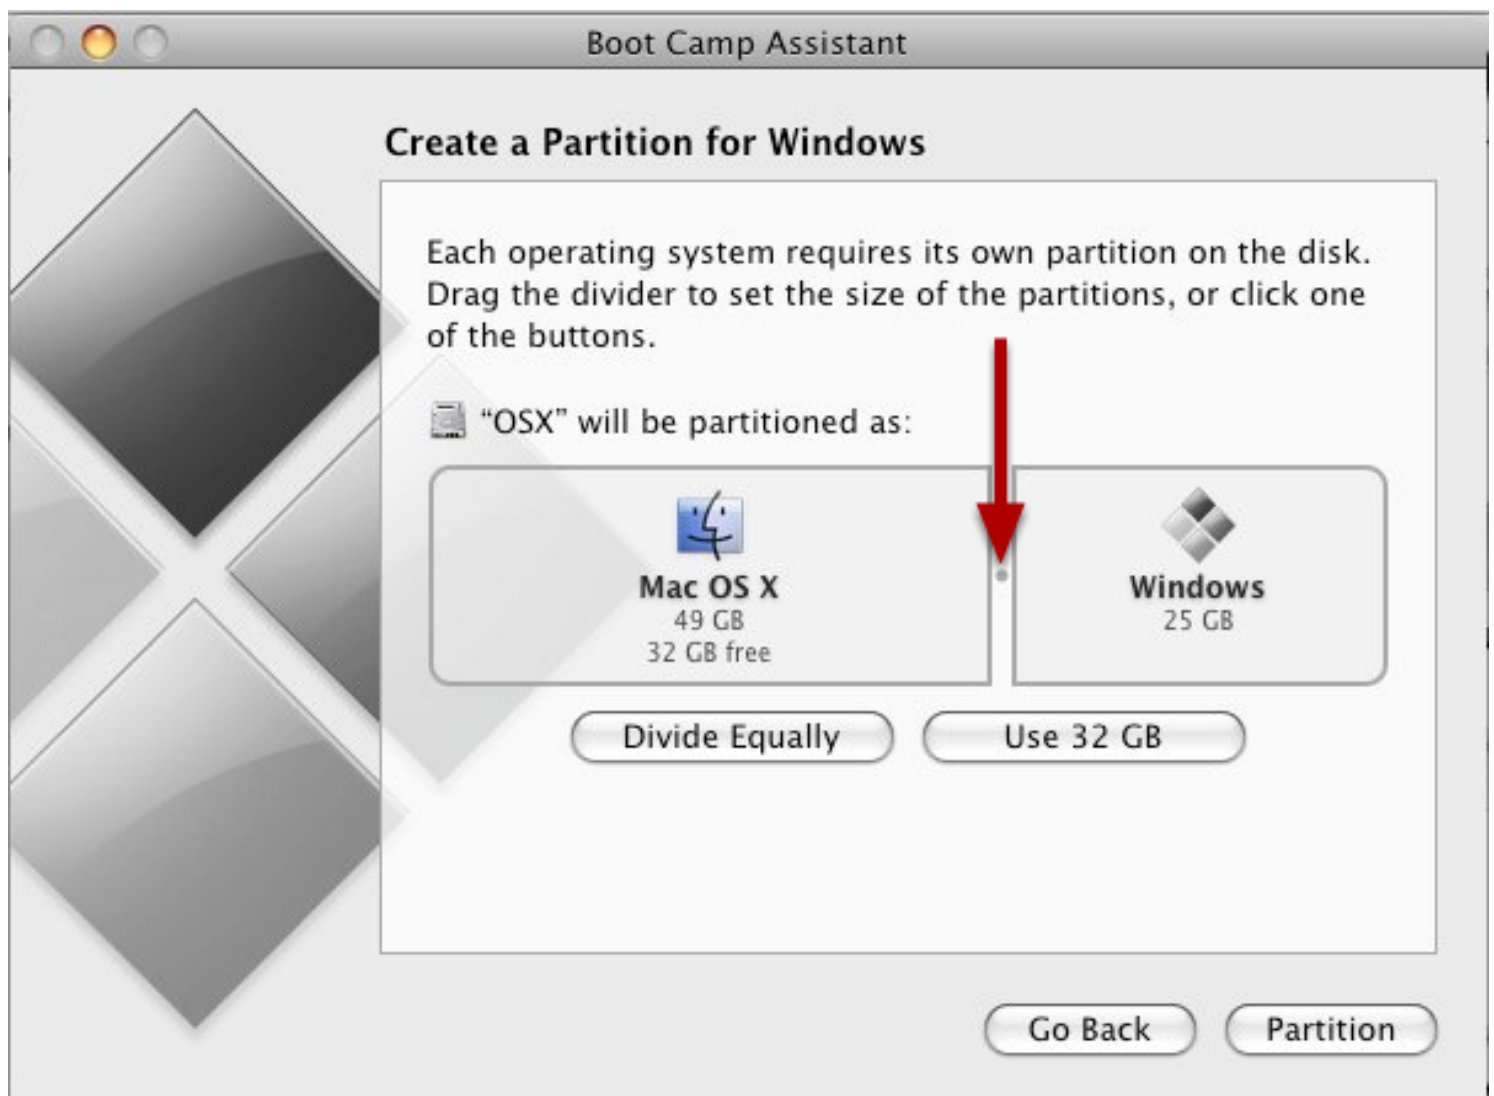 Boot Camp Assistant
Create a Partition for Windows
Each operating system requires its own partition on the disk.
Drag the divider to set the size of the partitions, or click one
of the buttons.
“OSX” will be partitioned as:
Mac OS X
49 GB
32 GB free
Windows
25 GB
Divide Equally
Use 32 GB
Go Back
Partition